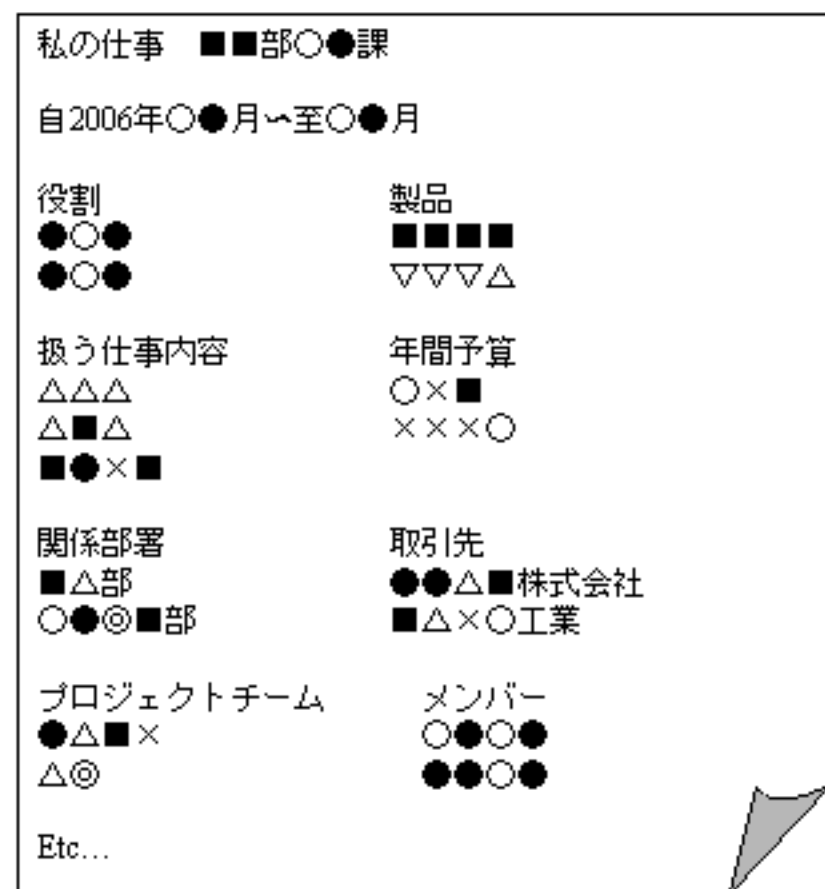 私の仕事　■■部○●課
自2006年○●月〜至○●月
役割　製品
●○●　■■■■
●○●　▽▽▽△
扱う仕事内容　年間予算
△△△　○×■
△■△　×××○
■●×■
関係部署　取引先
■△部　●●△■株式会社
○●◎■部　■△×○工業
プロジェクトチーム　メンバー
●△■×　○●○●
△◎　●●○●
Etc…